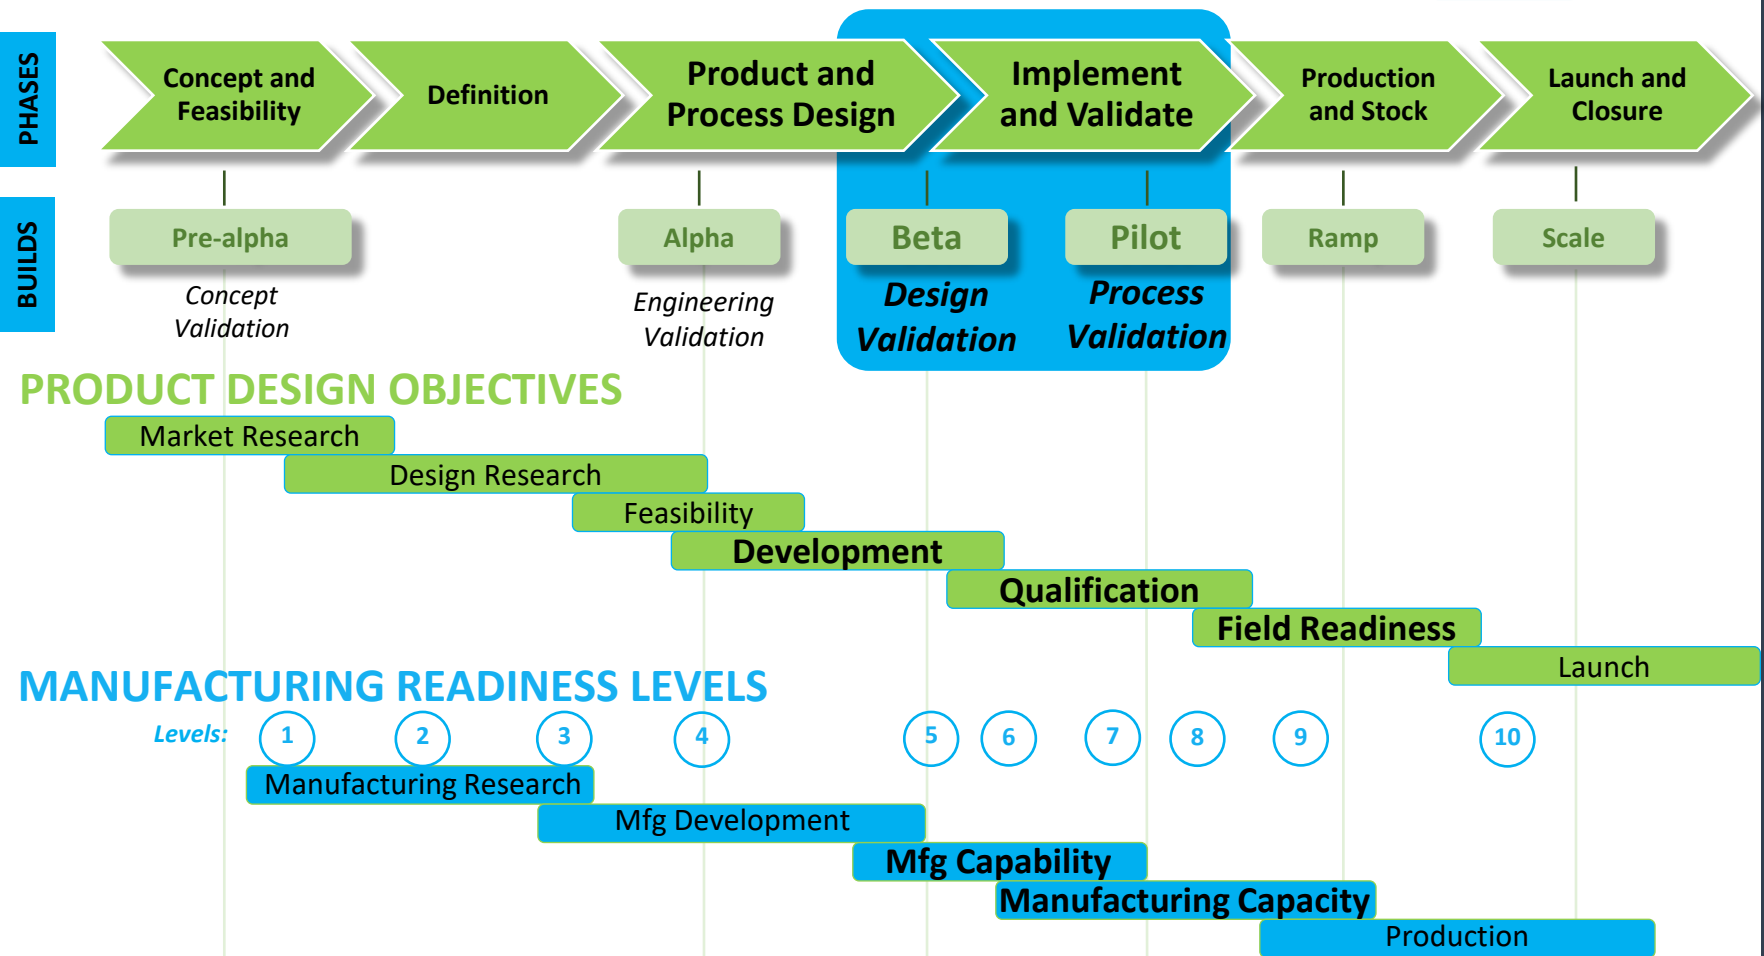 PHASES
Concept and
Feasibility
Definition
Product and
Process Design
Implement
and Validate
Production
and Stock
Launch and
Closure
BUILDS
Pre-alpha
Alpha
Beta
Pilot
Ramp
Scale
Concept
Validation
Engineering
Validation
Design
Validation
Process
Validation
PRODUCT DESIGN OBJECTIVES
Market Research
Design Research
Feasibility
Development
Qualification
Field Readiness
Launch
MANUFACTURING READINESS LEVELS
Levels: 1 2 3 4 5 6 7 8 9 10
Manufacturing Research
Mfg Development
Mfg Capability
Manufacturing Capacity
Production